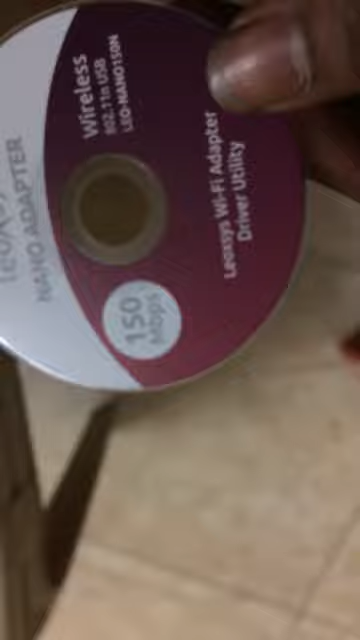 Wireless
802.11n USB
LEO-NANO150N
Leoxsys Wi-Fi Adapter
Driver Utility
150
Mbps
NANO ADAPTER